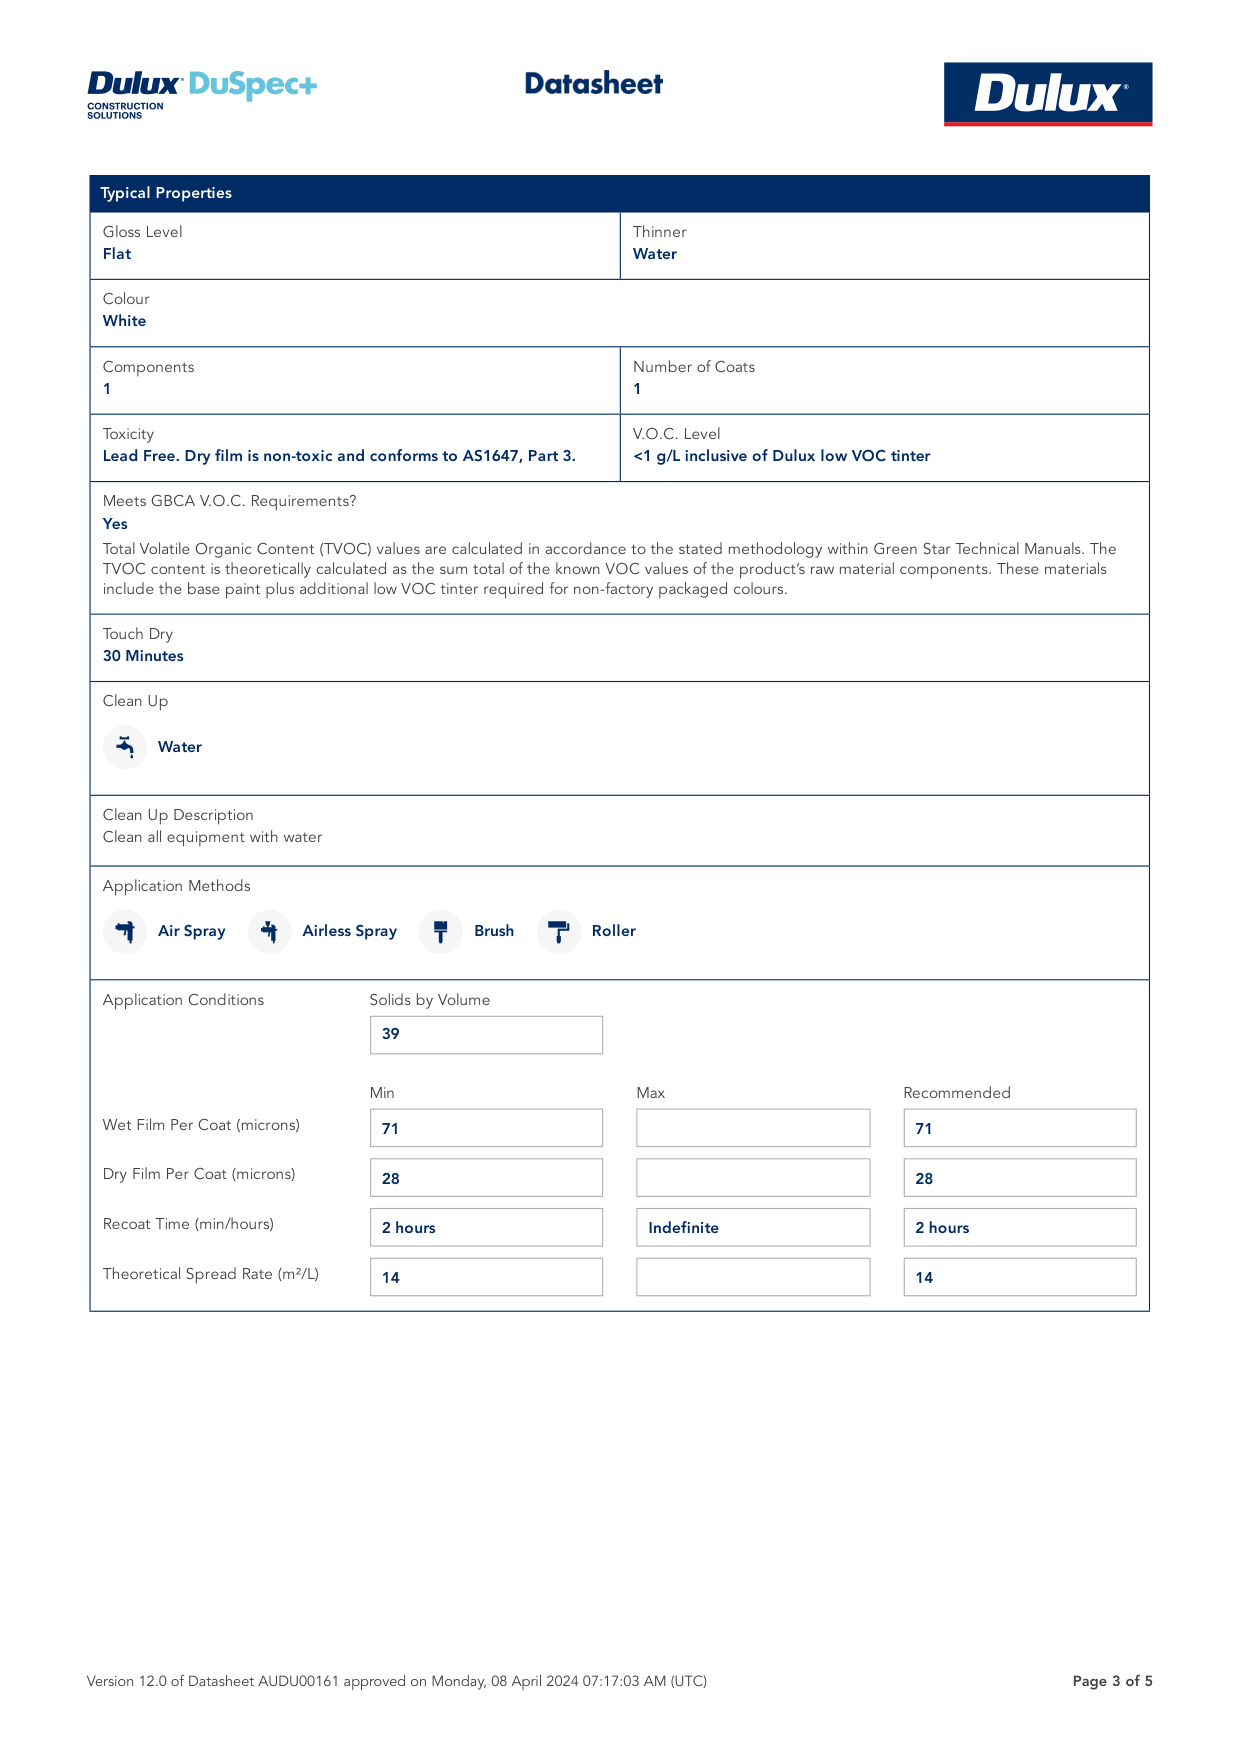 Dulux DuSpec+
CONSTRUCTION
SOLUTIONS
Datasheet
Dulux®
Typical Properties
Gloss Level
Flat
Thinner
Water
Colour
White
Components
1
Number of Coats
1
Toxicity
Lead Free. Dry film is non-toxic and conforms to AS1647, Part 3.
V.O.C. Level
<1 g/L inclusive of Dulux low VOC tinter
Meets GBCA V.O.C. Requirements?
Yes
Total Volatile Organic Content (TVOC) values are calculated in accordance to the stated methodology within Green Star Technical Manuals. The
TVOC content is theoretically calculated as the sum total of the known VOC values of the product's raw material components. These materials
include the base paint plus additional low VOC tinter required for non-factory packaged colours.
Touch Dry
30 Minutes
Clean Up
Water
Clean Up Description
Clean all equipment with water
Application Methods
Air Spray Airless Spray Brush Roller
Application Conditions Solids by Volume
39
Min Max Recommended
Wet Film Per Coat (microns) 71 71
Dry Film Per Coat (microns) 28 28
Recoat Time (min/hours) 2 hours Indefinite 2 hours
Theoretical Spread Rate (m²/L) 14 14
Version 12.0 of Datasheet AUDU00161 approved on Monday, 08 April 2024 07:17:03 AM (UTC) Page 3 of 5